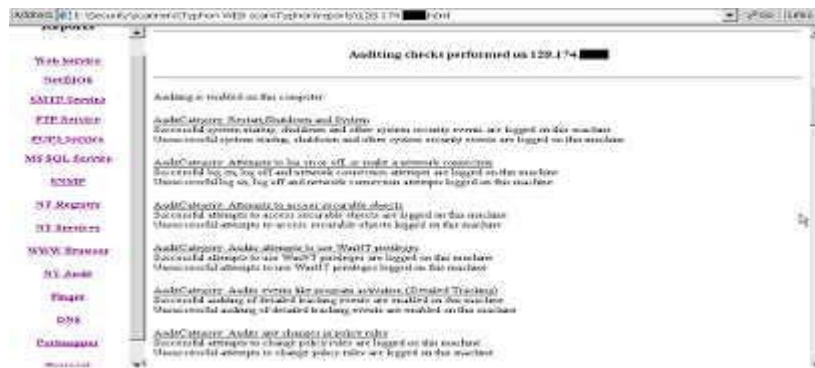 Address E:\Security\scanners\Typhon
Reports
Web Service
NetBIOS
SMTP Service
FTP Service
POP3 Service
MS SQL Service
SNMP
NT Registry
NT Services
WWW Browser
NT Audit
Finger
DNS
Portmapper
Auditing checks performed on 129.174.
Auditing is enabled on this computer
AuditCategory: Restart, Shutdown and System
Successful system startup, shutdown and other system security events are logged on this machine
Unsuccessful system startup, shutdown and other system security events are logged on this machine
AuditCategory: Attempts to log on or off, or make a network connection
Successful log on, log off and network connection attempts are logged on this machine
Unsuccessful log on, log off and network connection attempts logged on this machine
AuditCategory: Attempts to access securable objects
Successful attempts to access securable objects are logged on this machine
Unsuccessful attempts to access securable objects logged on this machine
AuditCategory: Audits attempts to use WinNT privileges
Successful attempts to use WinNT privileges are logged on this machine
Unsuccessful attempts to use WinNT privileges are logged on this machine
AuditCategory: Audits events like program activation (Detailed Tracking)
Successful auditing of detailed tracking events are enabled on this machine
Unsuccessful auditing of detailed tracking events are enabled on this machine
AuditCategory: Audits any changes in policy rules
Successful attempts to change policy rules are logged on this machine
Unsuccessful attempts to change policy rules are logged on this machine